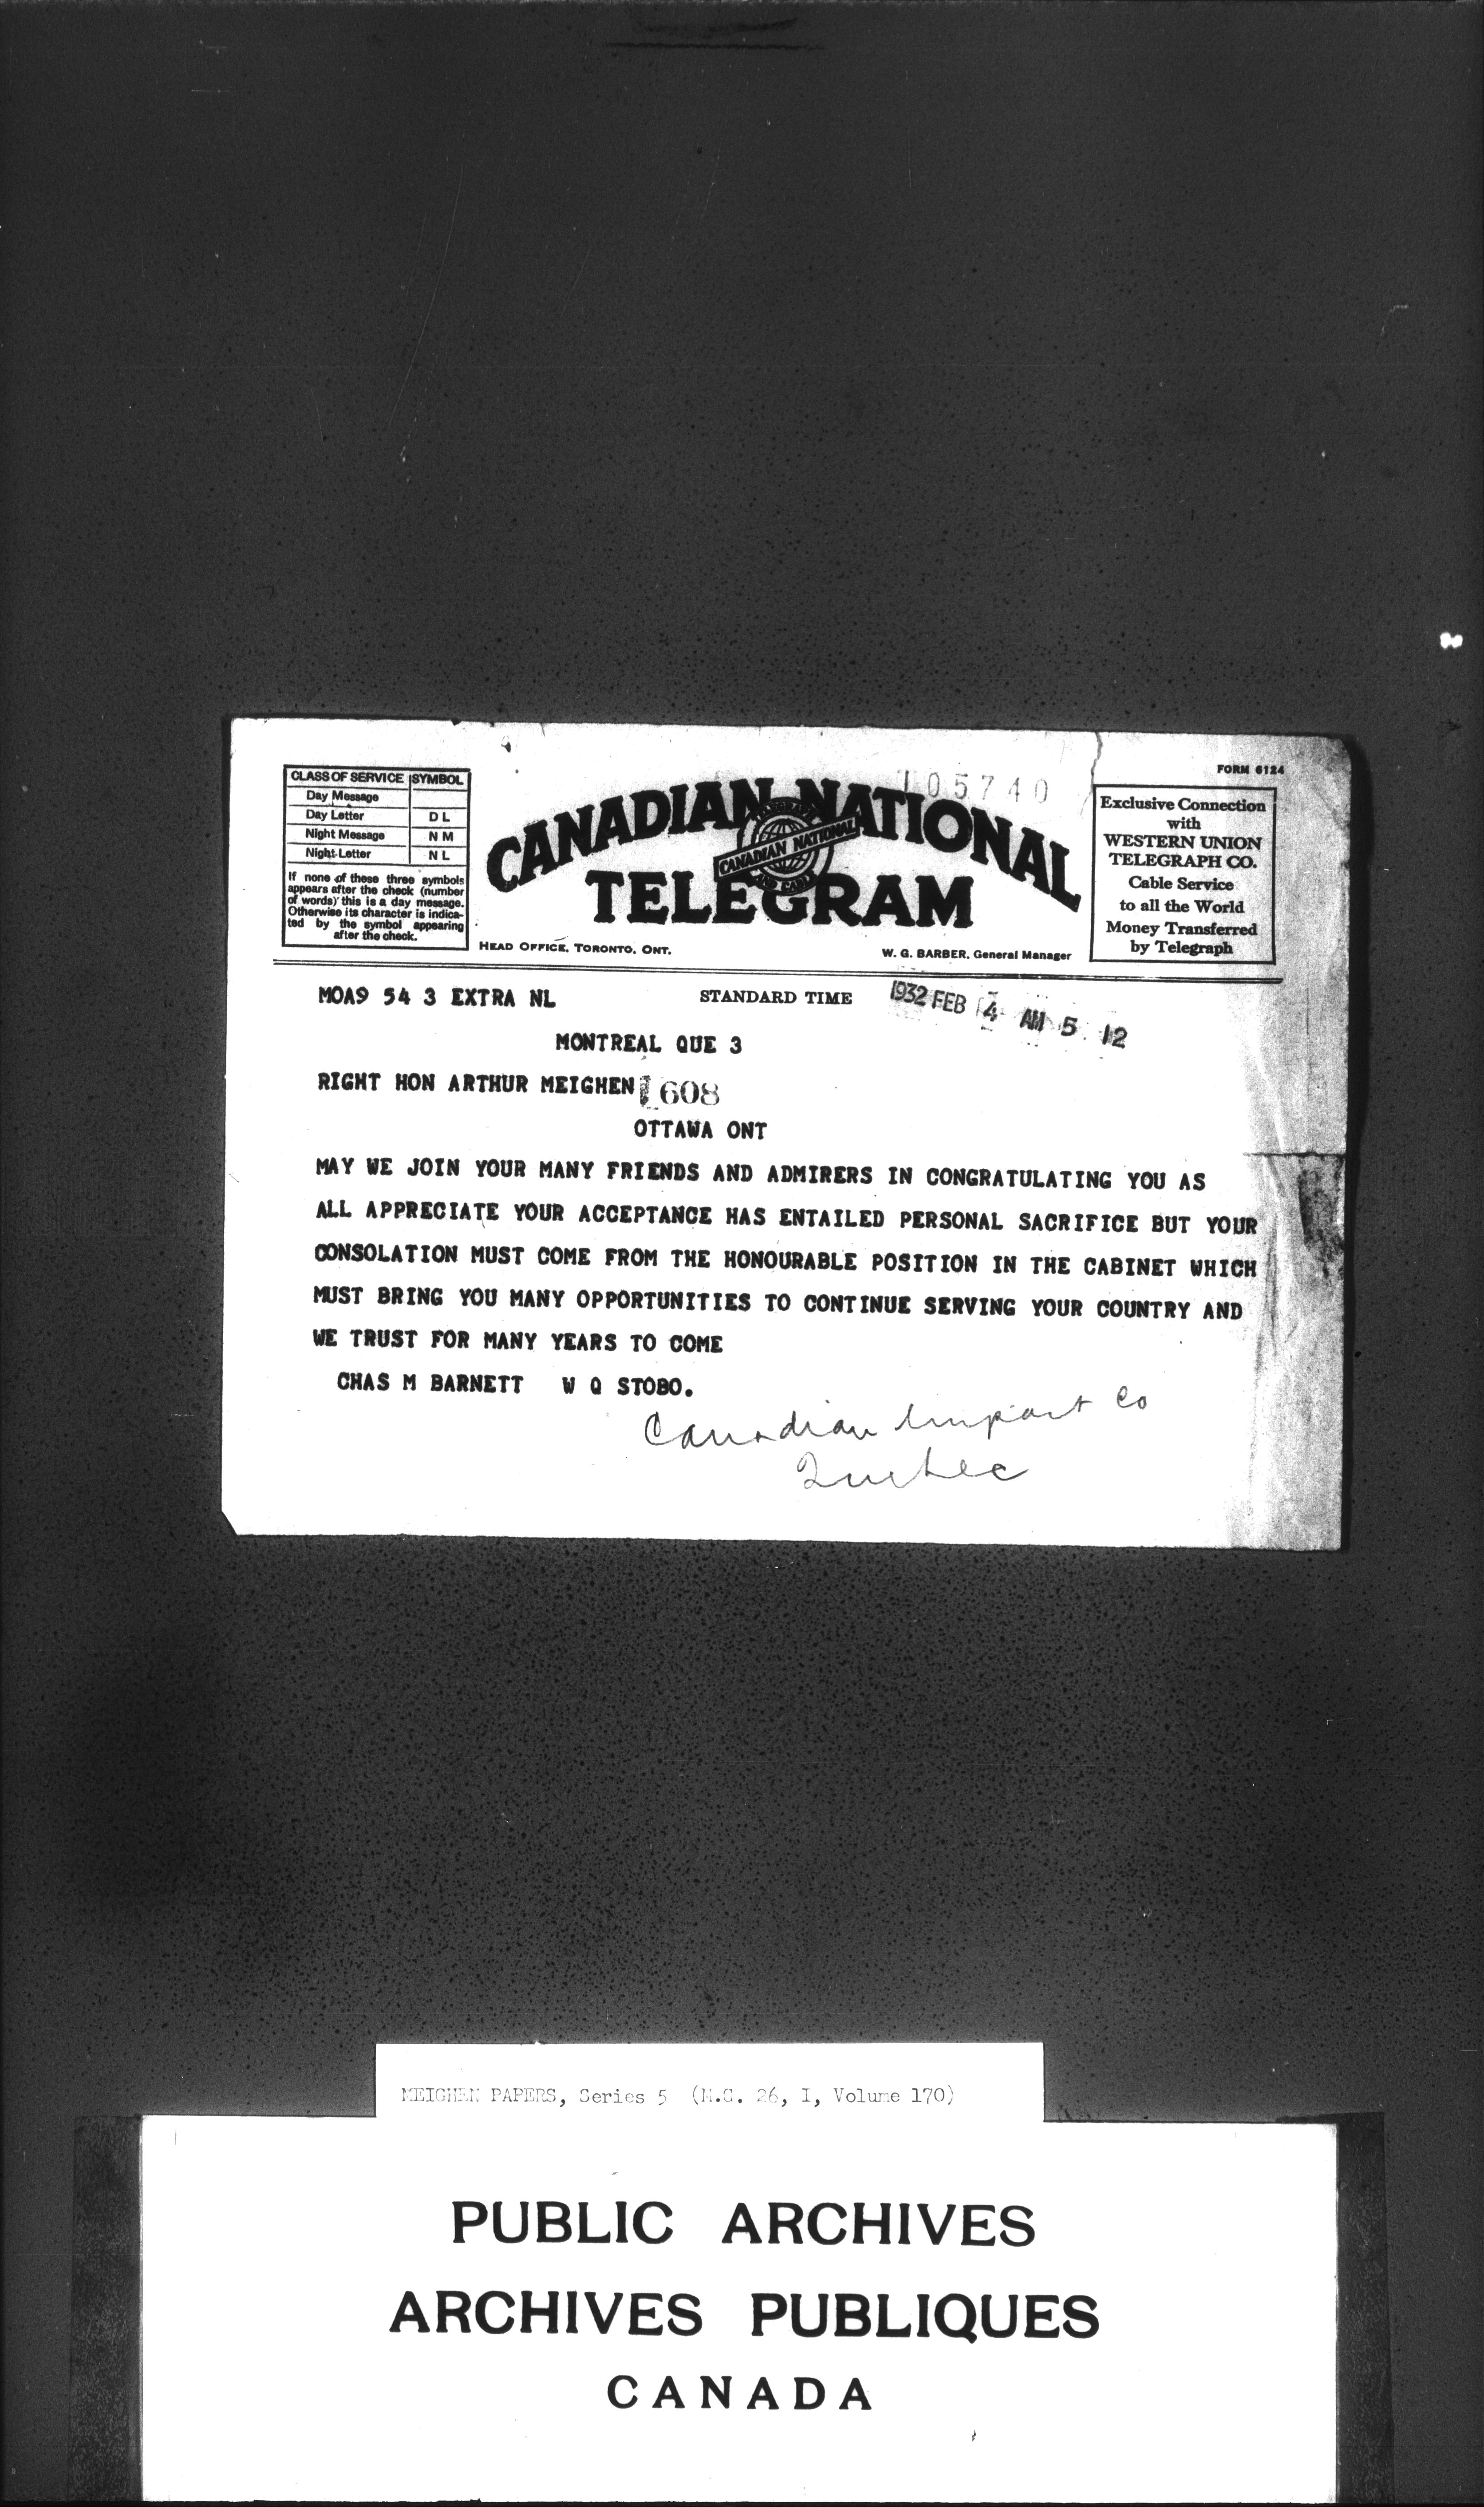 105740
FORM 6124
CLASS OF SERVICE SYMBOL
Day Message
Day Letter D L
Night Message N M
Night Letter N L
If none of these three symbols
appears after the check (number
of words) this is a day message.
Otherwise its character is indica-
ted by the symbol appearing
after the check.
CANADIAN NATIONAL
TELEGRAM
CANADIAN NATIONAL
HEAD OFFICE, TORONTO, ONT.
W. G. BARBER, General Manager
Exclusive Connection
with
WESTERN UNION
TELEGRAPH CO.
Cable Service
to all the World
Money Transferred
by Telegraph
MOA9 54 3 EXTRA NL
STANDARD TIME
1932 FEB 4 AM 5 12
MONTREAL QUE 3
RIGHT HON ARTHUR MEIGHEN 608
OTTAWA ONT
MAY WE JOIN YOUR MANY FRIENDS AND ADMIRERS IN CONGRATULATING YOU AS
ALL APPRECIATE YOUR ACCEPTANCE HAS ENTAILED PERSONAL SACRIFICE BUT YOUR
CONSOLATION MUST COME FROM THE HONOURABLE POSITION IN THE CABINET WHICH
MUST BRING YOU MANY OPPORTUNITIES TO CONTINUE SERVING YOUR COUNTRY AND
WE TRUST FOR MANY YEARS TO COME
CHAS M BARNETT W Q STOBO.
Canadian Import Co
Quebec
MEIGHEN PAPERS, Series 5 (M.G. 26, I, Volume 170)
PUBLIC ARCHIVES
ARCHIVES PUBLIQUES
CANADA